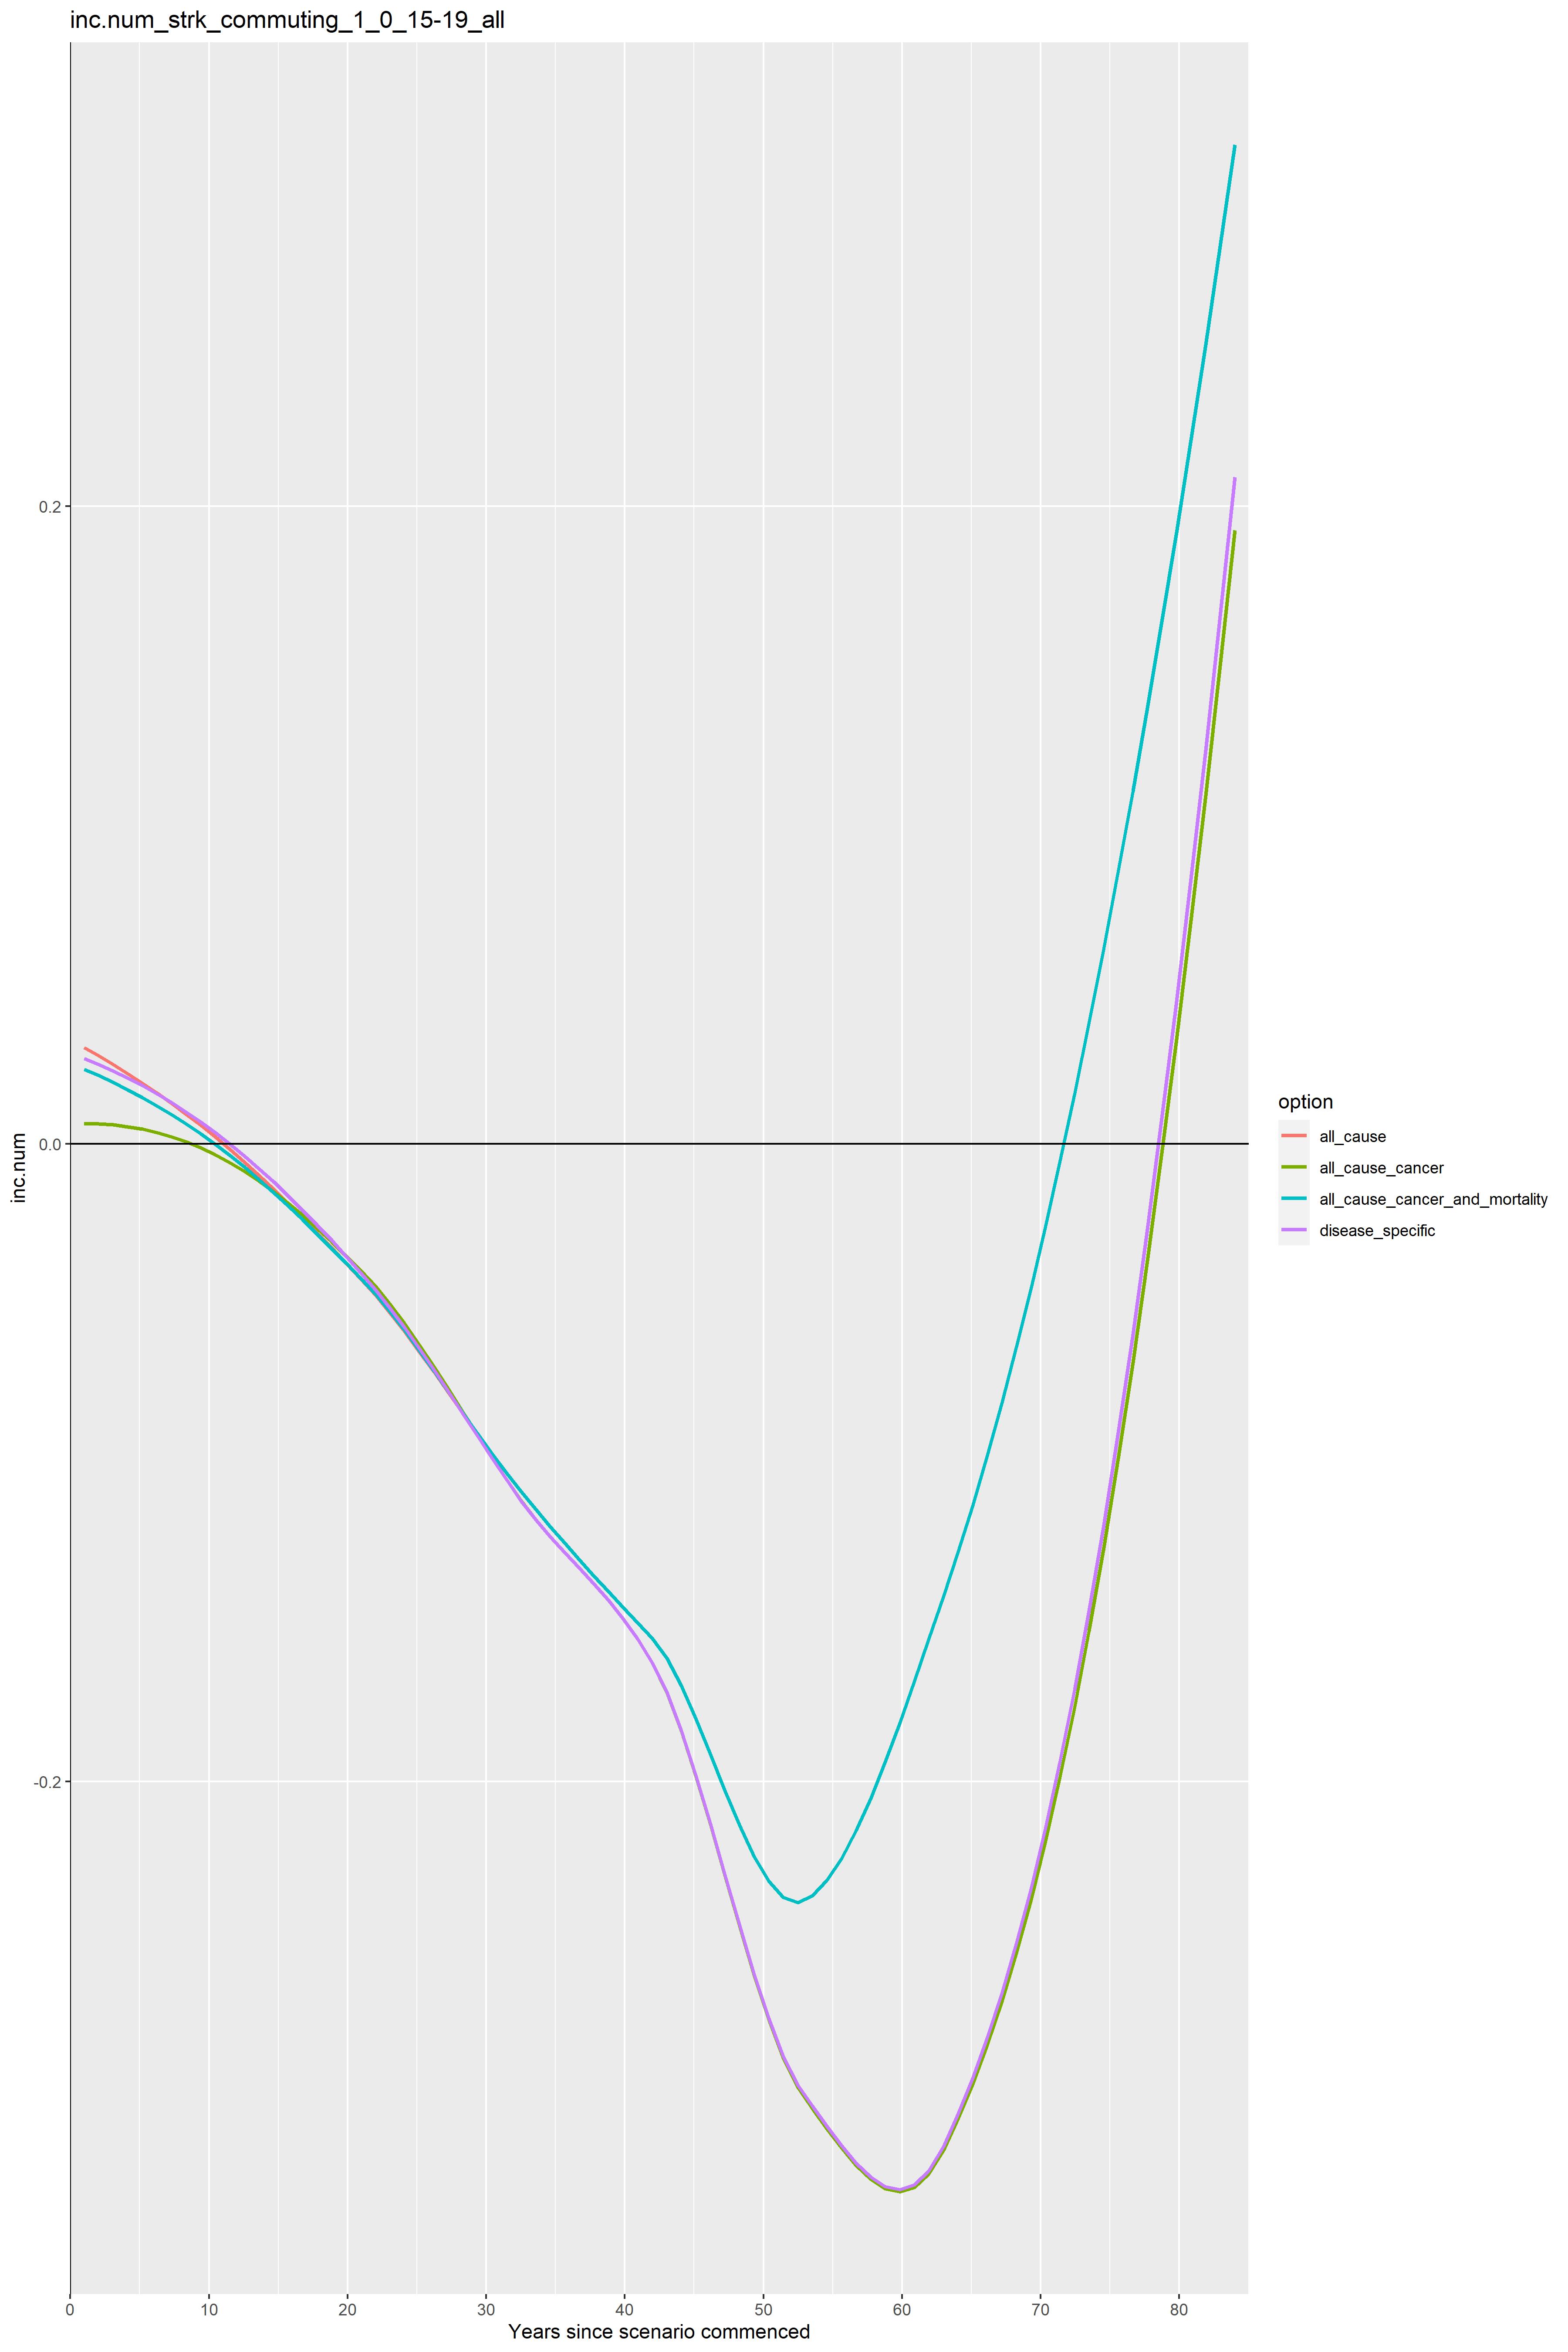 inc.num_strk_commuting_1_0_15-19_all
0.2
0.0
-0.2
inc.num
0 10 20 30 40 50 60 70 80
Years since scenario commenced
option
all_cause
all_cause_cancer
all_cause_cancer_and_mortality
disease_specific